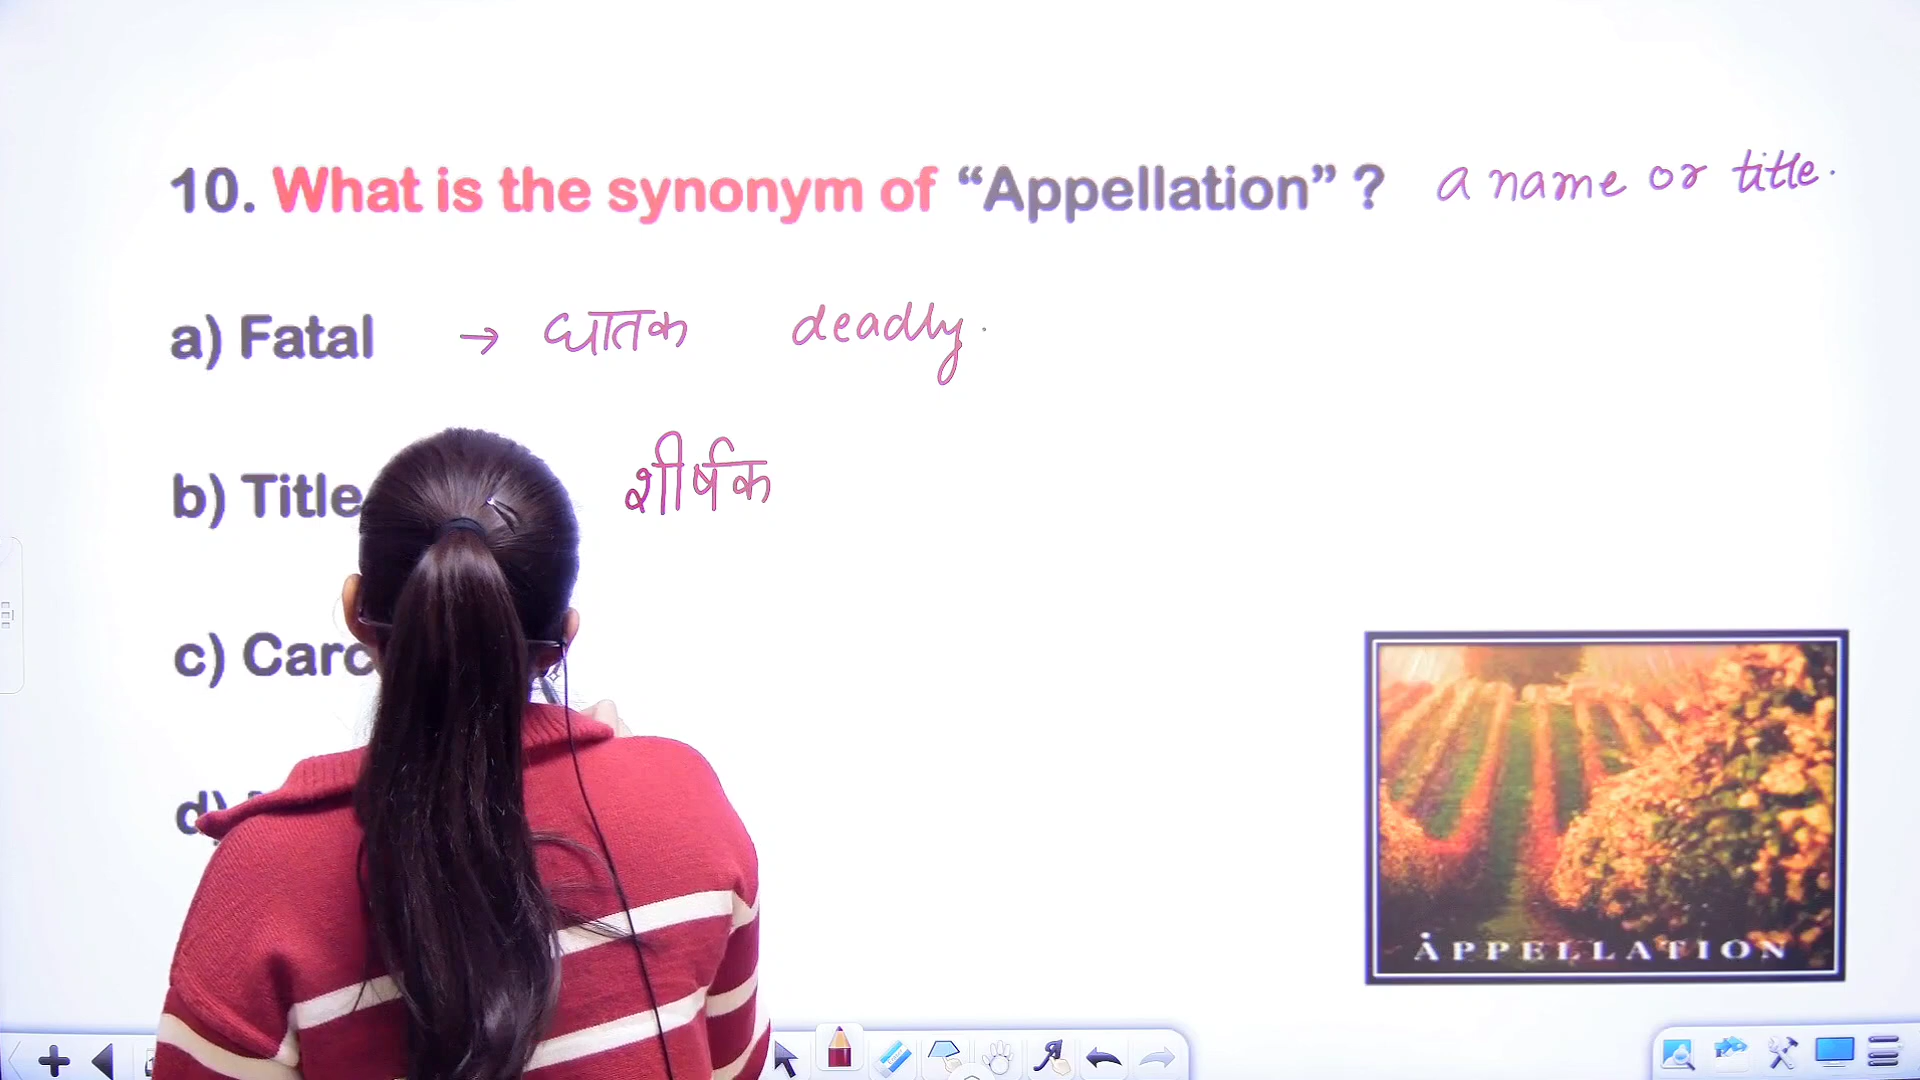 10. What is the synonym of “Appellation” ? a name or title.
a) Fatal → घातक deadly.
b) Title शीर्षक
c) Carc
d)
APPELLATION